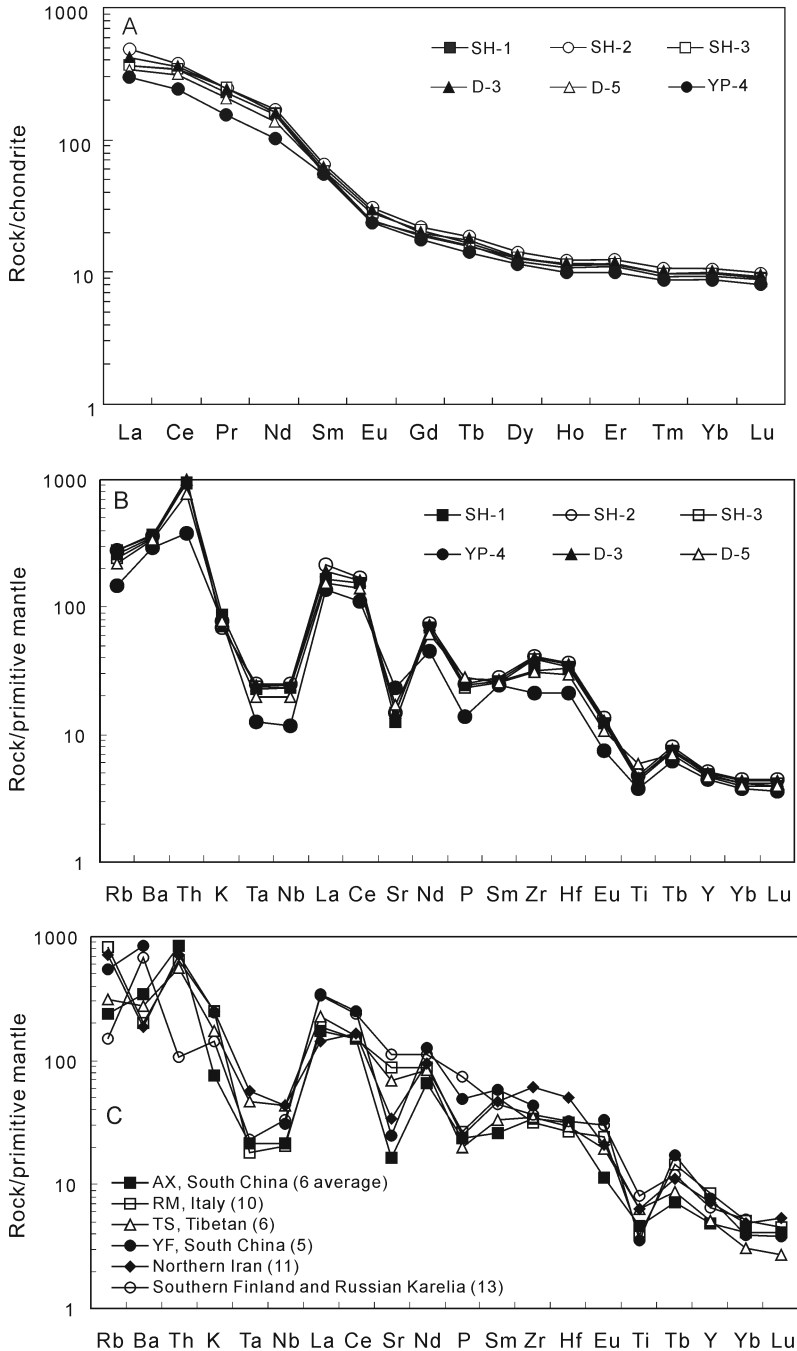 A
1000
SH-1 SH-2 SH-3
D-3 D-5 YP-4
100
Rock/chondrite
10
1
La Ce Pr Nd Sm Eu Gd Tb Dy Ho Er Tm Yb Lu
1000
B
SH-1 SH-2 SH-3
YP-4 D-3 D-5
100
Rock/primitive mantle
10
1
Rb Ba Th K Ta Nb La Ce Sr Nd P Sm Zr Hf Eu Ti Tb Y Yb Lu
1000
100
C
Rock/primitive mantle
10
AX, South China (6 average)
RM, Italy (10)
TS, Tibetan (6)
YF, South China (5)
Northern Iran (11)
Southern Finland and Russian Karelia (13)
1
Rb Ba Th K Ta Nb La Ce Sr Nd P Sm Zr Hf Eu Ti Tb Y Yb Lu